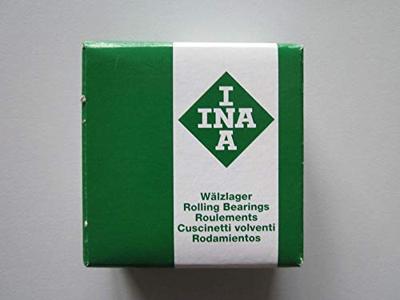 I
INA
A
Wälzlager
Rolling Bearings
Roulements
Cuscinetti volventi
Rodamientos